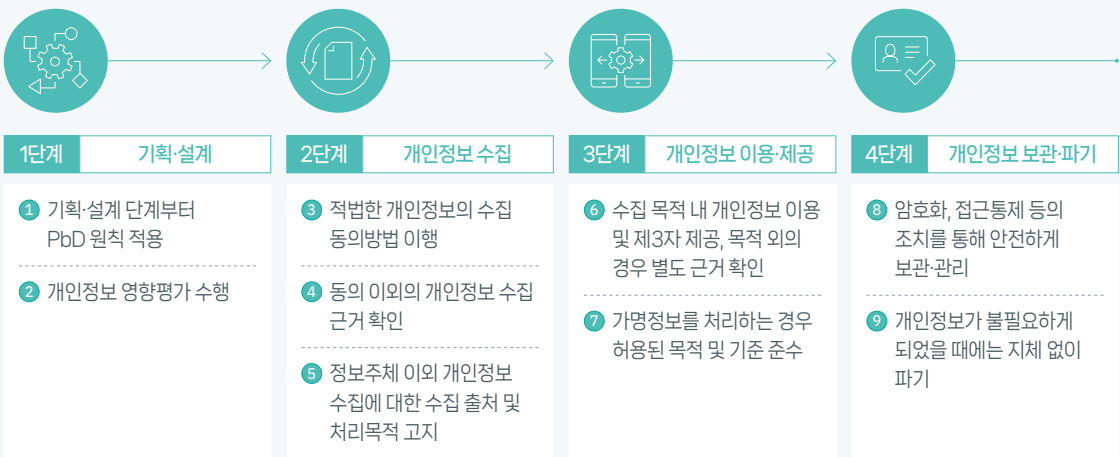 1단계 기획·설계
① 기획·설계 단계부터
PbD 원칙 적용
② 개인정보 영향평가 수행
2단계 개인정보 수집
③ 적법한 개인정보의 수집
동의방법 이행
④ 동의 이외의 개인정보 수집
근거 확인
⑤ 정보주체 이외 개인정보
수집에 대한 수집 출처 및
처리목적 고지
3단계 개인정보 이용·제공
⑥ 수집 목적 내 개인정보 이용
및 제3자 제공, 목적 외의
경우 별도 근거 확인
⑦ 가명정보를 처리하는 경우
허용된 목적 및 기준 준수
4단계 개인정보 보관·파기
⑧ 암호화, 접근통제 등의
조치를 통해 안전하게
보관·관리
⑨ 개인정보가 불필요하게
되었을 때에는 지체 없이
파기